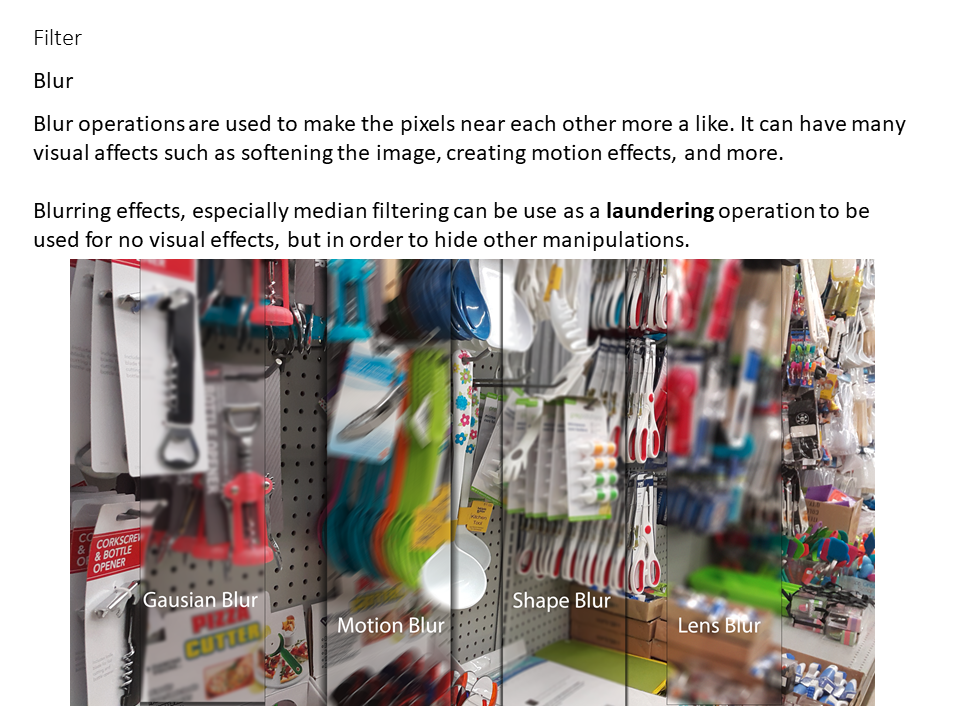 Filter
Blur
Blur operations are used to make the pixels near each other more a like. It can have many
visual affects such as softening the image, creating motion effects, and more.
Blurring effects, especially median filtering can be use as a laundering operation to be
used for no visual effects, but in order to hide other manipulations.
CORKSCREW
& BOTTLE
OPENER
Gausian Blur
Motion Blur
Shape Blur
Lens Blur
PIZZA
CUTTER